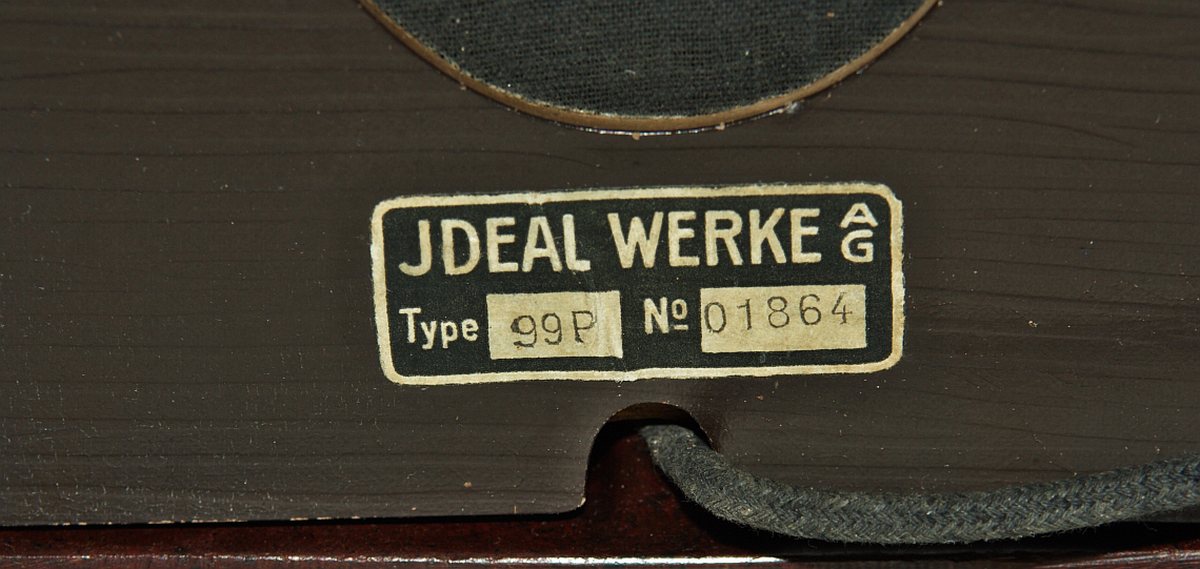 JDEAL WERKE AG
Type 99P No 01864